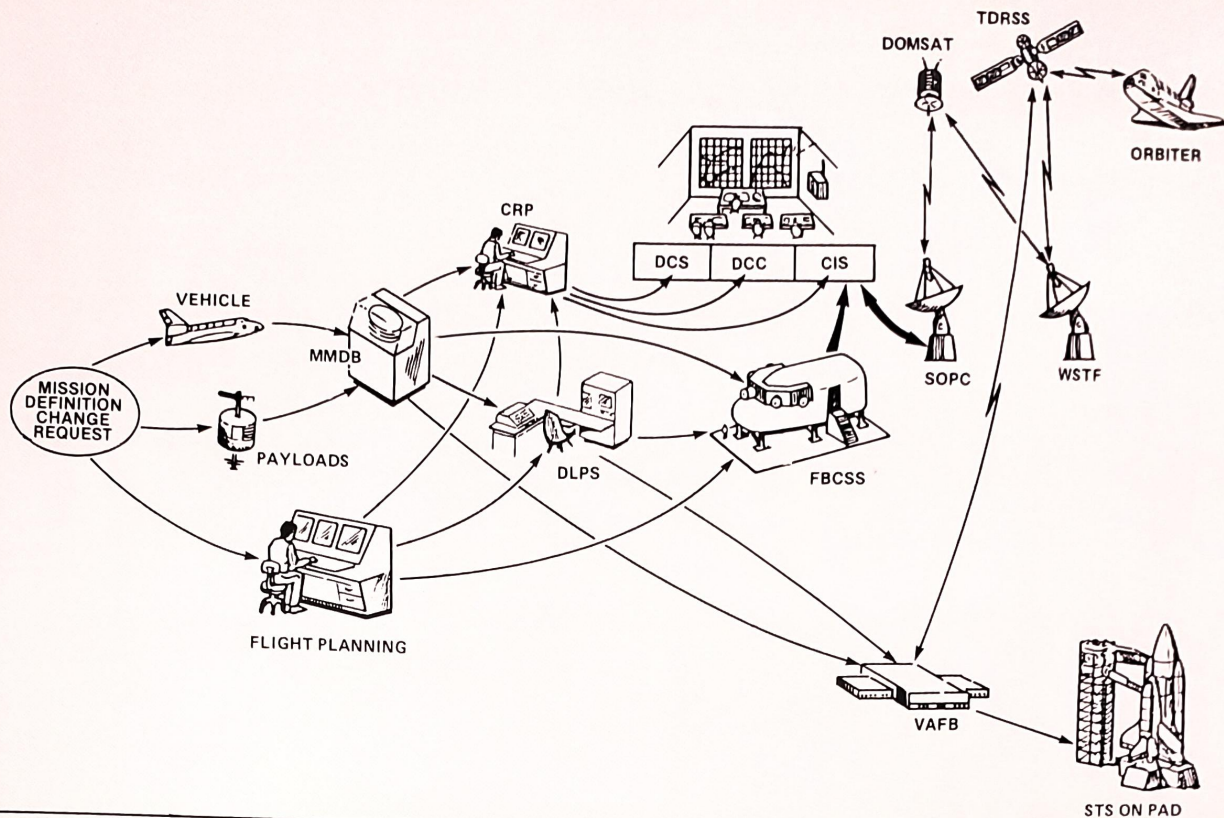 TDRSS
DOMSAT
ORBITER
CRP
DCS DCC CIS
VEHICLE
MMDB
SOPC
WSTF
MISSION
DEFINITION
CHANGE
REQUEST
PAYLOADS
DLPS
FBCSS
FLIGHT PLANNING
VAFB
STS ON PAD